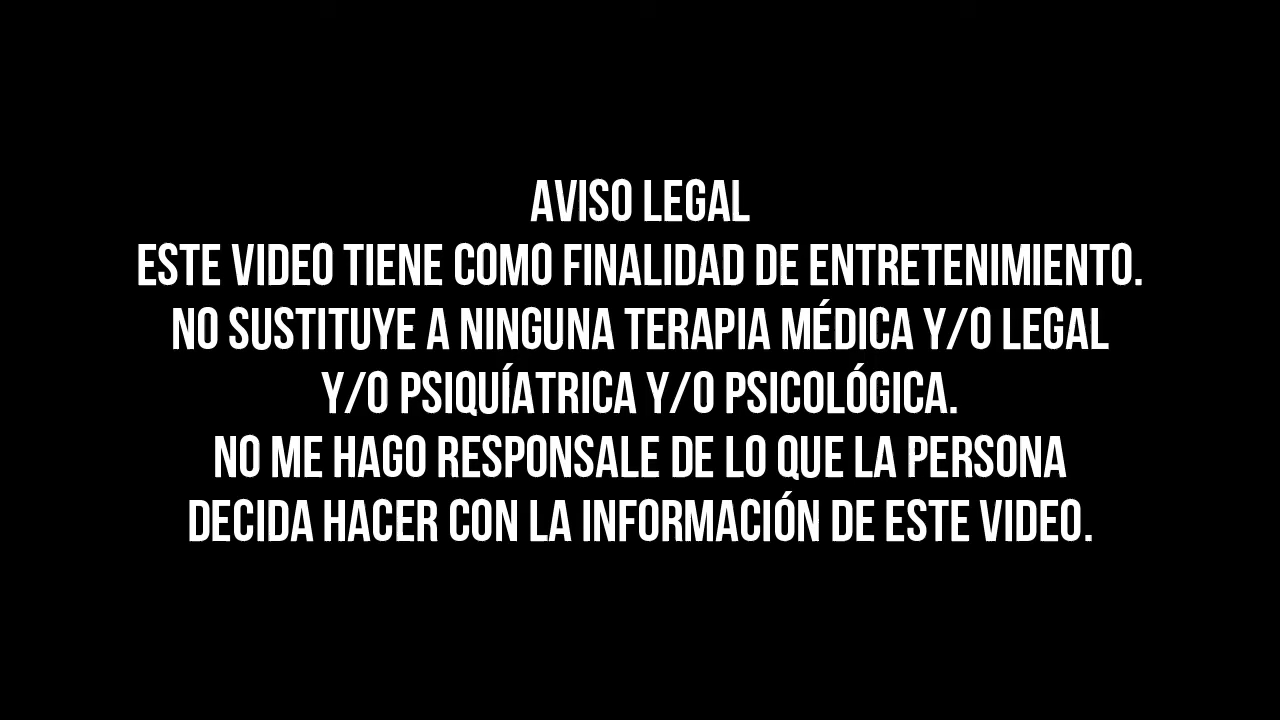 AVISO LEGAL
ESTE VIDEO TIENE COMO FINALIDAD DE ENTRETENIMIENTO.
NO SUSTITUYE A NINGUNA TERAPIA MÉDICA Y/O LEGAL
Y/O PSIQUÍATRICA Y/O PSICOLÓGICA.
NO ME HAGO RESPONSALE DE LO QUE LA PERSONA
DECIDA HACER CON LA INFORMACIÓN DE ESTE VIDEO.